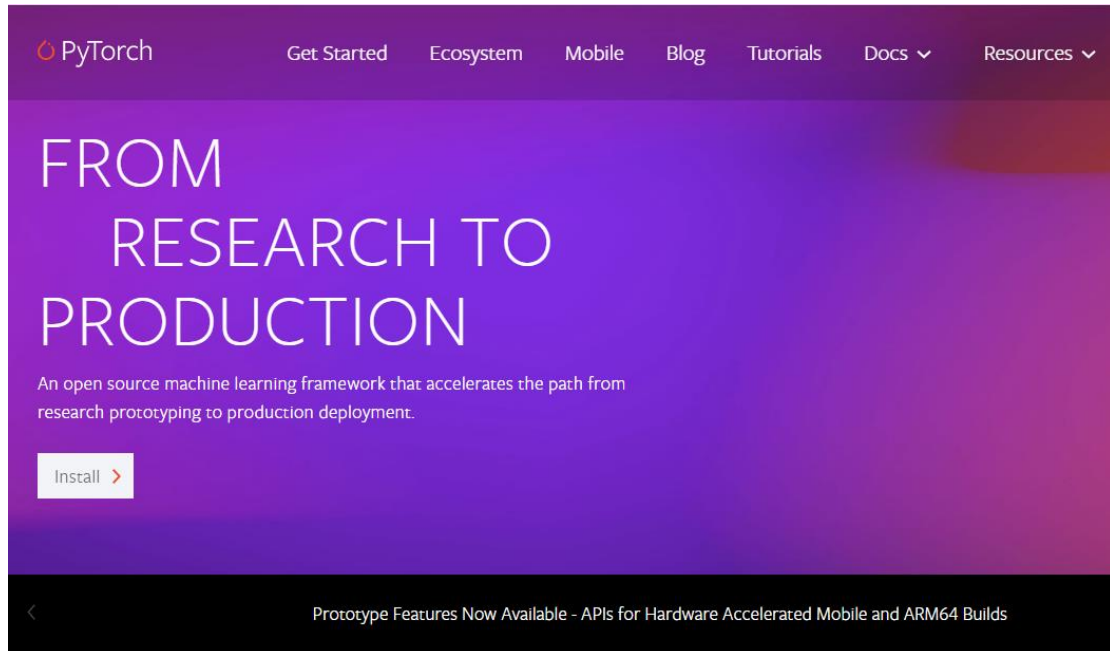 PyTorch Get Started Ecosystem Mobile Blog Tutorials Docs Resources
FROM
RESEARCH TO
PRODUCTION
An open source machine learning framework that accelerates the path from
research prototyping to production deployment.
Install
Prototype Features Now Available - APIs for Hardware Accelerated Mobile and ARM64 Builds